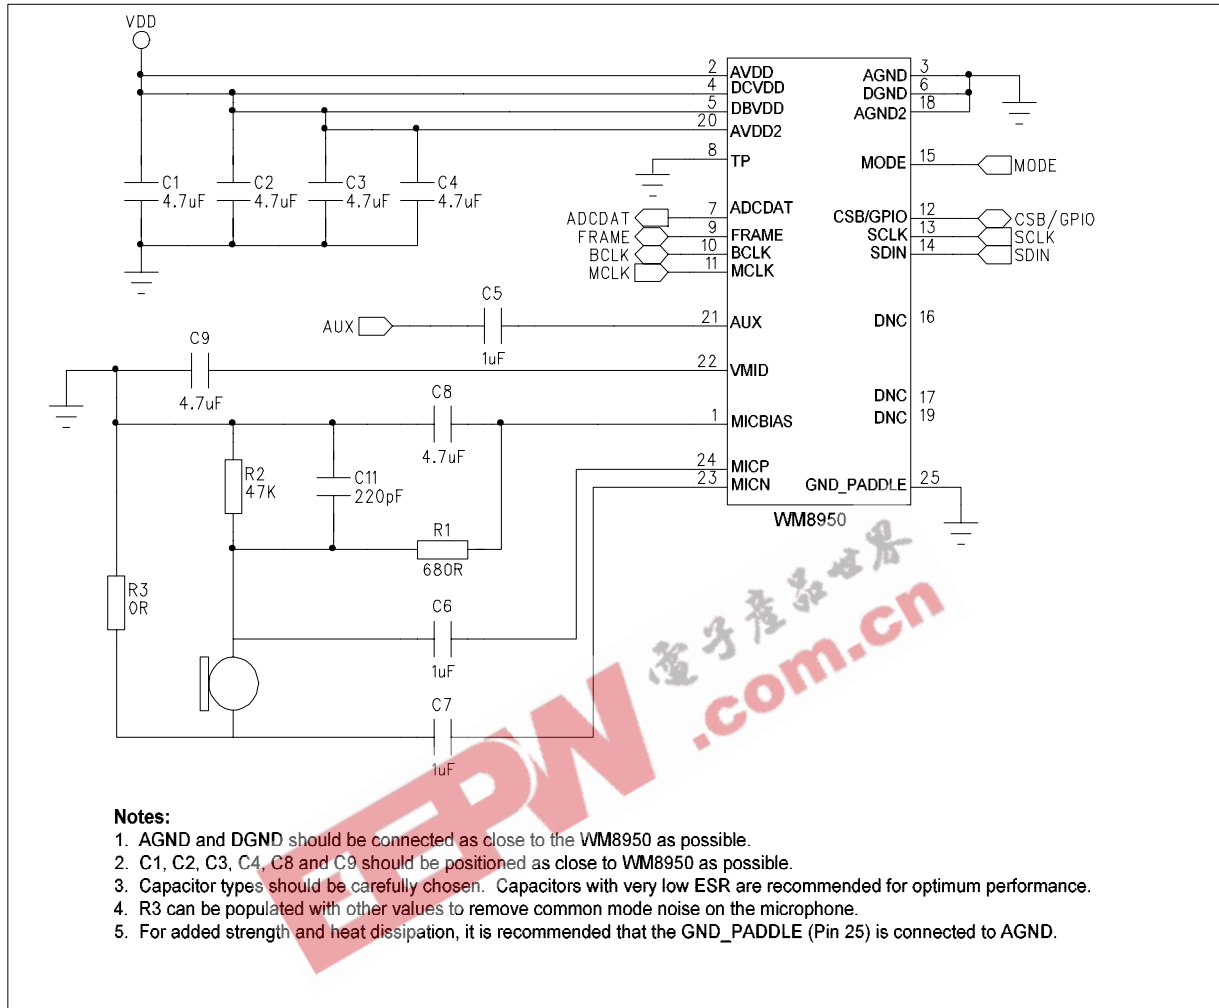 VDD
2 AVDD
4 DCVDD
5 DBVDD
20 AVDD2
8 TP
AGND 3
DGND 6
AGND2 18
MODE 15 MODE
C1 4.7uF
C2 4.7uF
C3 4.7uF
C4 4.7uF
ADCDAT 7 ADCDAT
FRAME 9 FRAME
BCLK 10 BCLK
MCLK 11 MCLK
CSB/GPIO 12 CSB/GPIO
SCLK 13 SCLK
SDIN 14 SDIN
AUX C5 1uF 21 AUX
DNC 16
C9 4.7uF 22 VMID
DNC 17
DNC 19
C8 4.7uF 1 MICBIAS
24 MICP
23 MICN
GND_PADDLE 25
WM8950
R2 47K
C11 220pF
R1 680R
R3 0R
C6 1uF
C7 1uF
電子產品世界
EEPW .com.cn
Notes:
1. AGND and DGND should be connected as close to the WM8950 as possible.
2. C1, C2, C3, C4, C8 and C9 should be positioned as close to WM8950 as possible.
3. Capacitor types should be carefully chosen. Capacitors with very low ESR are recommended for optimum performance.
4. R3 can be populated with other values to remove common mode noise on the microphone.
5. For added strength and heat dissipation, it is recommended that the GND_PADDLE (Pin 25) is connected to AGND.